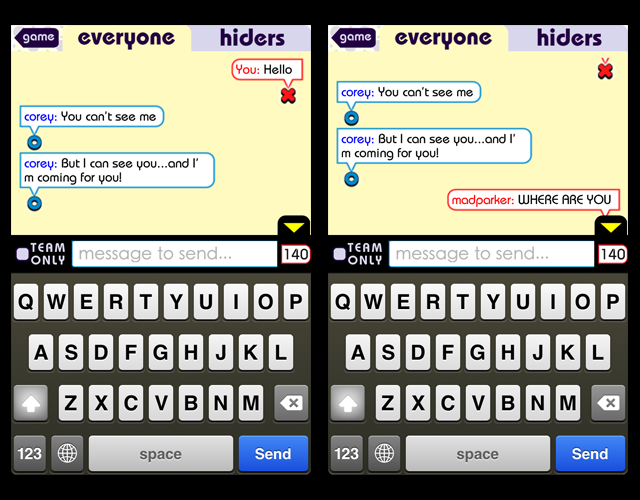 game everyone hiders
You: Hello
corey: You can't see me
corey: But I can see you...and I'
m coming for you!
TEAM
ONLY
message to send...
140
Q W E R T Y U I O P
A S D F G H J K L
Z X C V B N M
123 space Send
game everyone hiders
corey: You can't see me
corey: But I can see you...and I'
m coming for you!
madparker: WHERE ARE YOU
TEAM
ONLY
message to send...
140
Q W E R T Y U I O P
A S D F G H J K L
Z X C V B N M
123 space Send